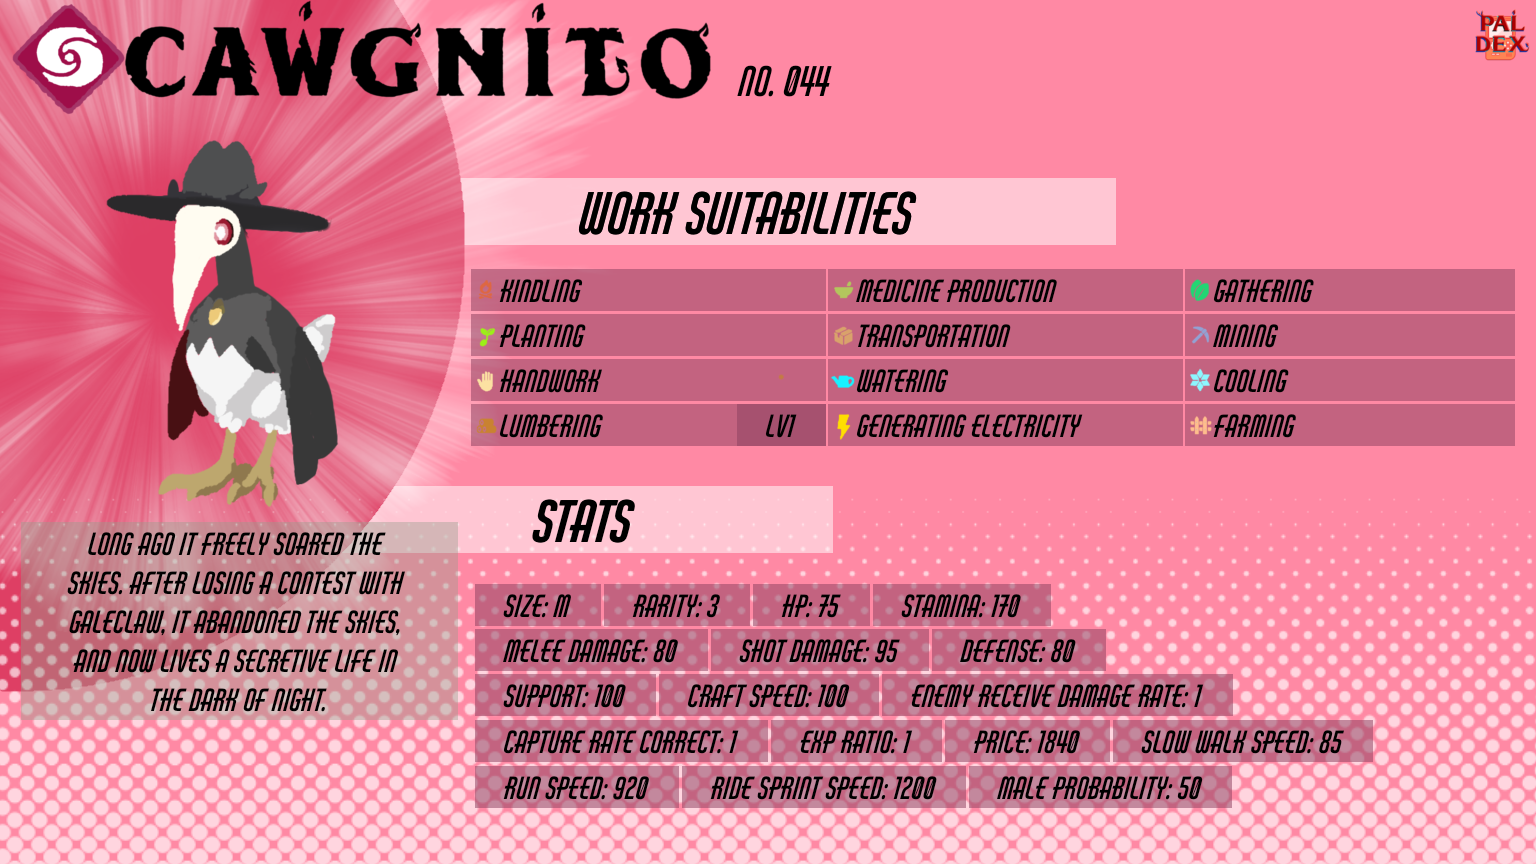 CAWGNITO NO. 044
PAL
DEX
WORK SUITABILITIES
KINDLING MEDICINE PRODUCTION GATHERING
PLANTING TRANSPORTATION MINING
HANDWORK WATERING COOLING
LUMBERING LV1 GENERATING ELECTRICITY FARMING
STATS
LONG AGO IT FREELY SOARED THE
SKIES. AFTER LOSING A CONTEST WITH
GALECLAW, IT ABANDONED THE SKIES,
AND NOW LIVES A SECRETIVE LIFE IN
THE DARK OF NIGHT.
SIZE: M RARITY: 3 HP: 75 STAMINA: 170
MELEE DAMAGE: 80 SHOT DAMAGE: 95 DEFENSE: 80
SUPPORT: 100 CRAFT SPEED: 100 ENEMY RECEIVE DAMAGE RATE: 1
CAPTURE RATE CORRECT: 1 EXP RATIO: 1 PRICE: 1840 SLOW WALK SPEED: 85
RUN SPEED: 920 RIDE SPRINT SPEED: 1200 MALE PROBABILITY: 50